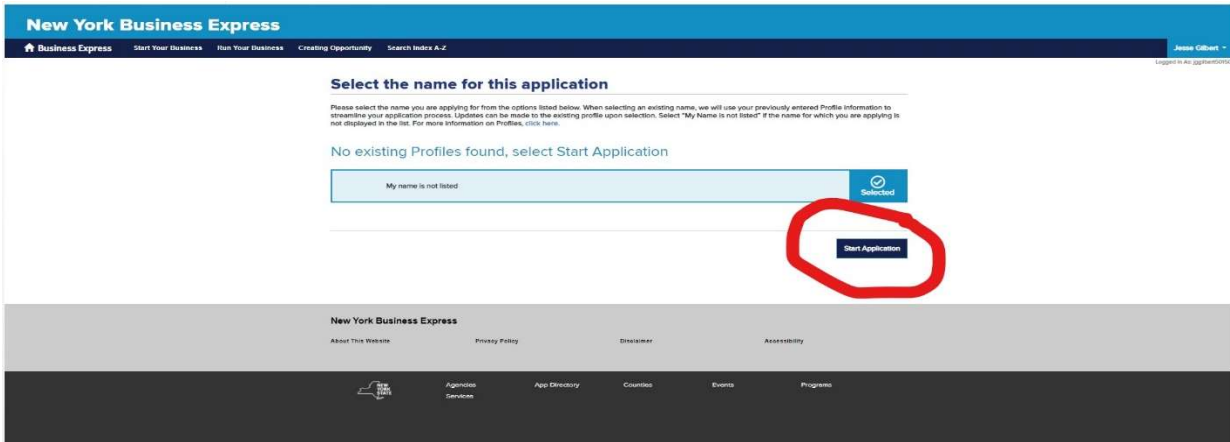 New York Business Express
Business Express Start Your Business Run Your Business Creating Opportunity Search Index A-Z Jesse Gilbert
Logged in As:
Select the name for this application
Please select the name you are applying for from the options listed below. When selecting an existing name, we will use your previously entered Profile information to
streamline your application process. Updates can be made to the existing profile upon selection. Select "My Name is not listed" if the name for which you are applying is
not displayed in the list. For more information on Profiles, click here.
No existing Profiles found, select Start Application
My name is not listed
Selected
Start Application
New York Business Express
About This Website Privacy Policy Disclaimer Accessibility
NEW YORK STATE
Agencies App Directory Counties Events Programs
Services